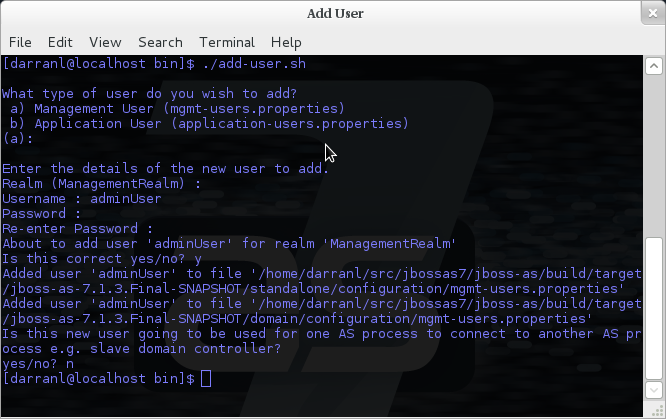 Add User
File Edit View Search Terminal Help
[darranl@localhost bin]$ ./add-user.sh
What type of user do you wish to add?
a) Management User (mgmt-users.properties)
b) Application User (application-users.properties)
(a):
Enter the details of the new user to add.
Realm (ManagementRealm) :
Username : adminUser
Password :
Re-enter Password :
About to add user 'adminUser' for realm 'ManagementRealm'
Is this correct yes/no? y
Added user 'adminUser' to file '/home/darranl/src/jbossas7/jboss-as/build/target
/jboss-as-7.1.3.Final-SNAPSHOT/standalone/configuration/mgmt-users.properties'
Added user 'adminUser' to file '/home/darranl/src/jbossas7/jboss-as/build/target
/jboss-as-7.1.3.Final-SNAPSHOT/domain/configuration/mgmt-users.properties'
Is this new user going to be used for one AS process to connect to another AS pr
ocess e.g. slave domain controller?
yes/no? n
[darranl@localhost bin]$